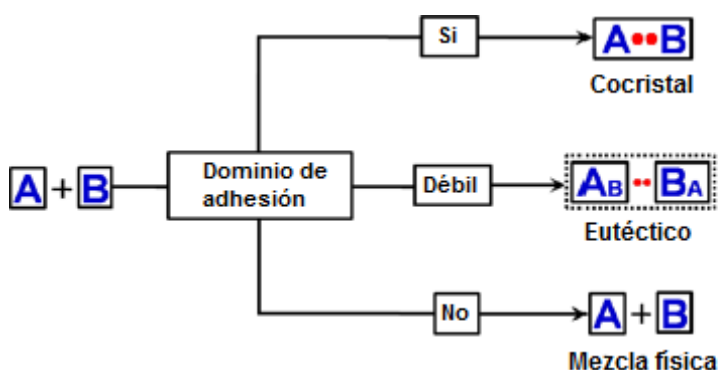 Si
A••B
Cocristal
A + B
Dominio de
adhesión
Débil
AB •• BA
Eutéctico
No
A + B
Mezcla física